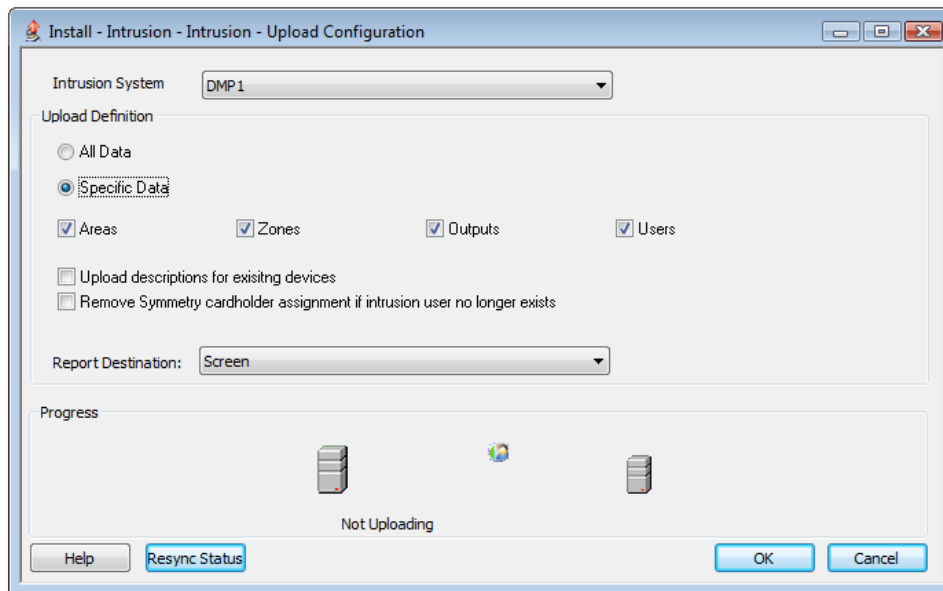 Install - Intrusion - Intrusion - Upload Configuration
Intrusion System DMP1
Upload Definition
All Data
Specific Data
Areas Zones Outputs Users
Upload descriptions for exisitng devices
Remove Symmetry cardholder assignment if intrusion user no longer exists
Report Destination: Screen
Progress
Not Uploading
Help Resync Status OK Cancel